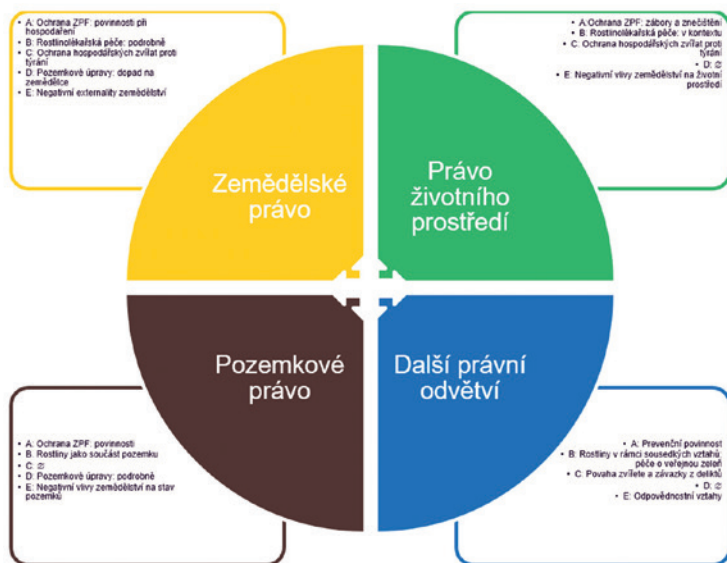 • A: Ochrana ZPF: povinnosti při
hospodaření
• B: Rostlinolékařská péče: podrobně
• C: Ochrana hospodářských zvířat proti
týrání
• D: Pozemkové úpravy: dopad na
zemědělce
• E: Negativní externality zemědělství
• A:Ochrana ZPF: zábory a znečištění
• B: Rostlinolékařská péče: v kontextu
• C: Ochrana hospodářských zvířat proti
týrání
• D: ∅
• E: Negativní vlivy zemědělství na životní
prostředí
Zemědělské
právo
Právo
životního
prostředí
Pozemkové
právo
Další právní
odvětví
• A: Ochrana ZPF: povinnosti
• B: Rostliny jako součást pozemku
• C: ∅
• D: Pozemkové úpravy: podrobně
• E: Negativní vlivy zemědělství na stav
pozemků
• A: Prevenční povinnost
• B: Rostliny v rámci sousedkých vztahů:
péče o veřejnou zeleň
• C: Povaha zvířete a závazky z deliktů
• D: ∅
• E: Odpovědnostní vztahy